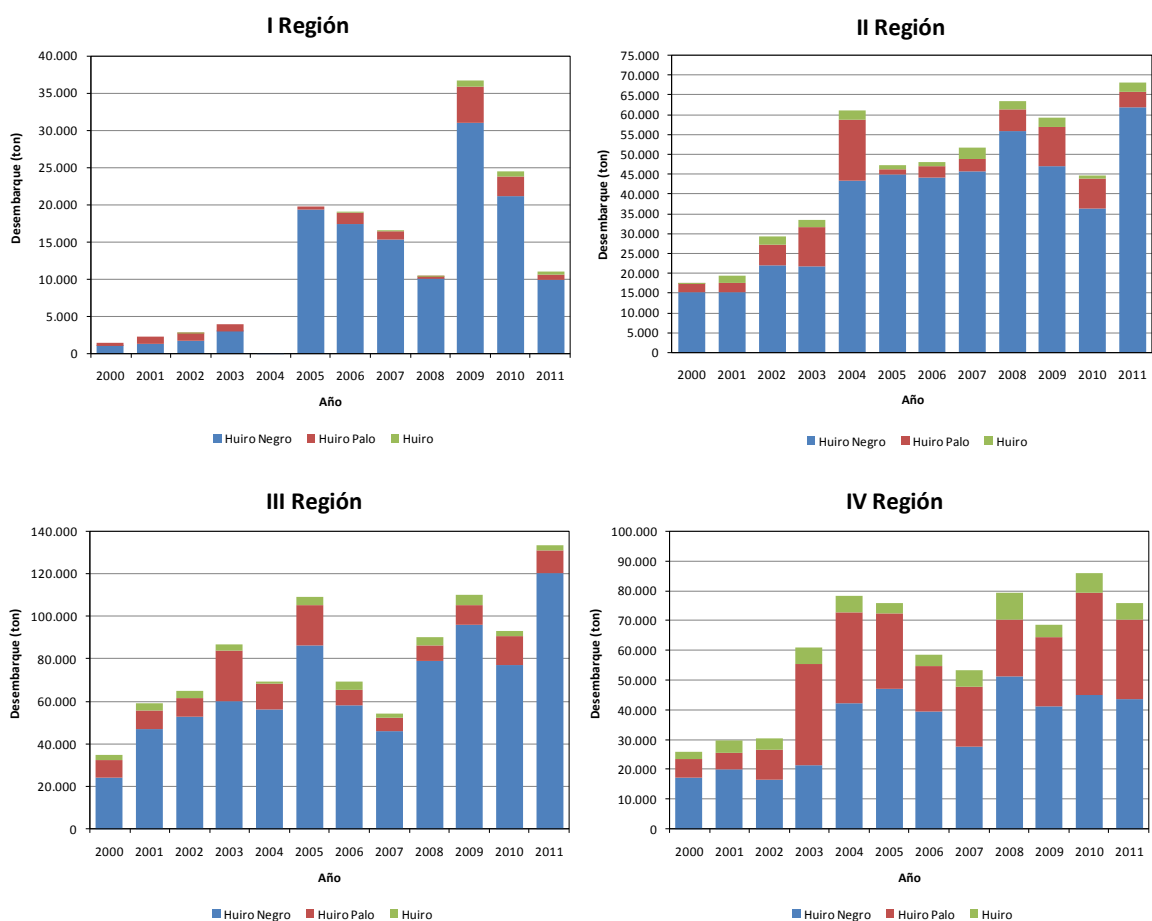 I Región
40.000
35.000
30.000
25.000
20.000
15.000
10.000
5.000
0
Desembarque (ton)
2000 2001 2002 2003 2004 2005 2006 2007 2008 2009 2010 2011
Año
Huiro Negro Huiro Palo Huiro
II Región
75.000
70.000
65.000
60.000
55.000
50.000
45.000
40.000
35.000
30.000
25.000
20.000
15.000
10.000
5.000
0
Desembarque (ton)
2000 2001 2002 2003 2004 2005 2006 2007 2008 2009 2010 2011
Año
Huiro Negro Huiro Palo Huiro
III Región
140.000
120.000
100.000
80.000
60.000
40.000
20.000
0
Desembarque (ton)
2000 2001 2002 2003 2004 2005 2006 2007 2008 2009 2010 2011
Año
Huiro Negro Huiro Palo Huiro
IV Región
100.000
90.000
80.000
70.000
60.000
50.000
40.000
30.000
20.000
10.000
0
Desembarque (ton)
2000 2001 2002 2003 2004 2005 2006 2007 2008 2009 2010 2011
Año
Huiro Negro Huiro Palo Huiro